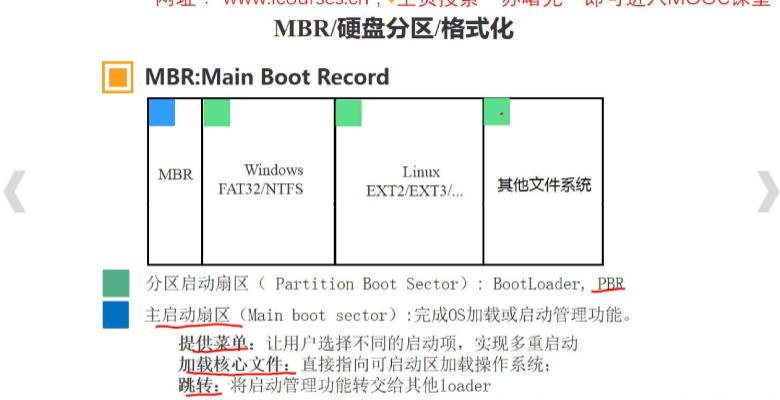 MBR/硬盘分区/格式化
MBR:Main Boot Record
MBR
Windows
FAT32/NTFS
Linux
EXT2/EXT3/...
其他文件系统
分区启动扇区（ Partition Boot Sector）: BootLoader, PBR
主启动扇区（Main boot sector）:完成OS加载或启动管理功能。
提供菜单：让用户选择不同的启动项，实现多重启动
加载核心文件：直接指向可启动区加载操作系统;
跳转：将启动管理功能转交给其他loader